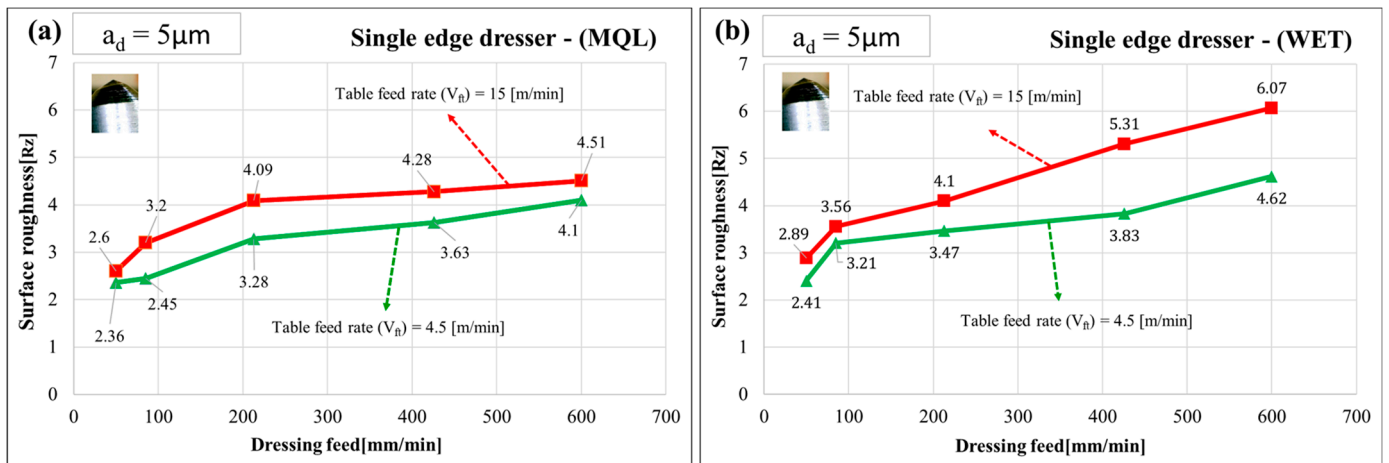 (a)
a_d = 5μm
Single edge dresser - (MQL)
7
6
5
4
3
2
1
0
Surface roughness[Rz]
Table feed rate (V_ft) = 15 [m/min]
2.6
3.2
4.09
4.28
4.51
2.36
2.45
3.28
3.63
4.1
Table feed rate (V_ft) = 4.5 [m/min]
0 100 200 300 400 500 600 700
Dressing feed[mm/min]
(b)
a_d = 5μm
Single edge dresser - (WET)
7
6
5
4
3
2
1
0
Surface roughness[Rz]
Table feed rate (V_ft) = 15 [m/min]
2.89
3.56
4.1
5.31
6.07
2.41
3.21
3.47
3.83
4.62
Table feed rate (V_ft) = 4.5 [m/min]
0 100 200 300 400 500 600 700
Dressing feed[mm/min]